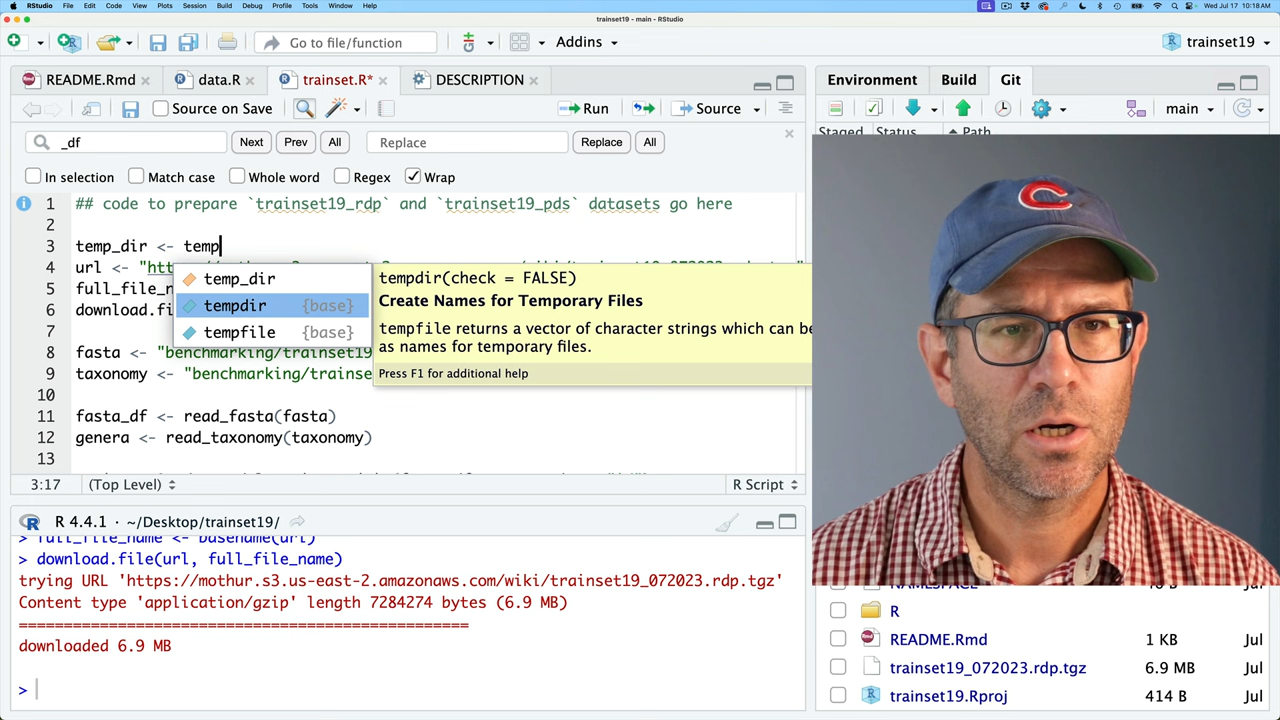 RStudio File Edit Code View Plots Session Build Debug Profile Tools Window Help Wed Jul 17 10:18 AM
trainset19 - main - RStudio
Go to file/function Addins trainset19
README.Rmd data.R trainset.R* DESCRIPTION
Environment Build Git
Source on Save Run Source main
Staged Status Path
_df Next Prev All Replace Replace All
In selection Match case Whole word Regex Wrap
1 ## code to prepare `trainset19_rdp` and `trainset19_pds` datasets go here
2
3 temp_dir <- temp
4 url <- "
5 full_file_n
6 download.fi
temp_dir
tempdir {base}
tempfile {base}
tempdir(check = FALSE)
Create Names for Temporary Files
tempfile returns a vector of character strings which can be
as names for temporary files.
Press F1 for additional help
8 fasta <- "benchmarking/trainset19
9 taxonomy <- "benchmarking/trainse
10
11 fasta_df <- read_fasta(fasta)
12 genera <- read_taxonomy(taxonomy)
13
3:17 (Top Level) R Script
R 4.4.1 · ~/Desktop/trainset19/
> full_file_name <- basename(url)
> download.file(url, full_file_name)
trying URL 'https://mothur.s3.us-east-2.amazonaws.com/wiki/trainset19_072023.rdp.tgz'
Content type 'application/gzip' length 7284274 bytes (6.9 MB)
==================================================
downloaded 6.9 MB
>
NAMESPACE 46 B Jul
R
README.Rmd 1 KB Jul
trainset19_072023.rdp.tgz 6.9 MB Jul
trainset19.Rproj 414 B Jul
C